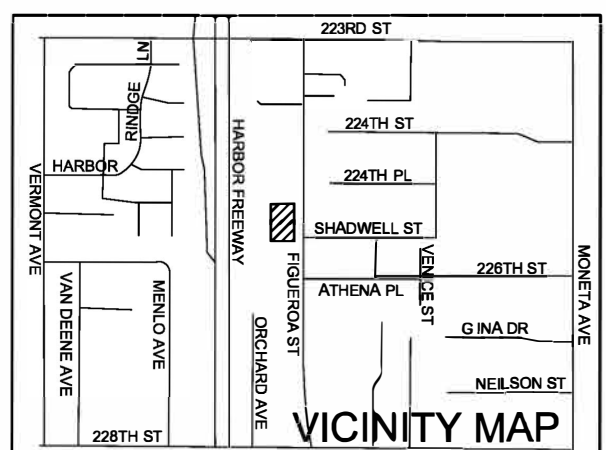 223RD ST
LN
RINDGE
HARBOR
224TH ST
224TH PL
VERMONT AVE
HARBOR FREEWAY
SHADWELL ST
FIGUEROA ST
VENICE ST
226TH ST
MONETA AVE
ATHENA PL
VAN DEENE AVE
MENLO AVE
ORCHARD AVE
GINA DR
NEILSON ST
228TH ST
VICINITY MAP